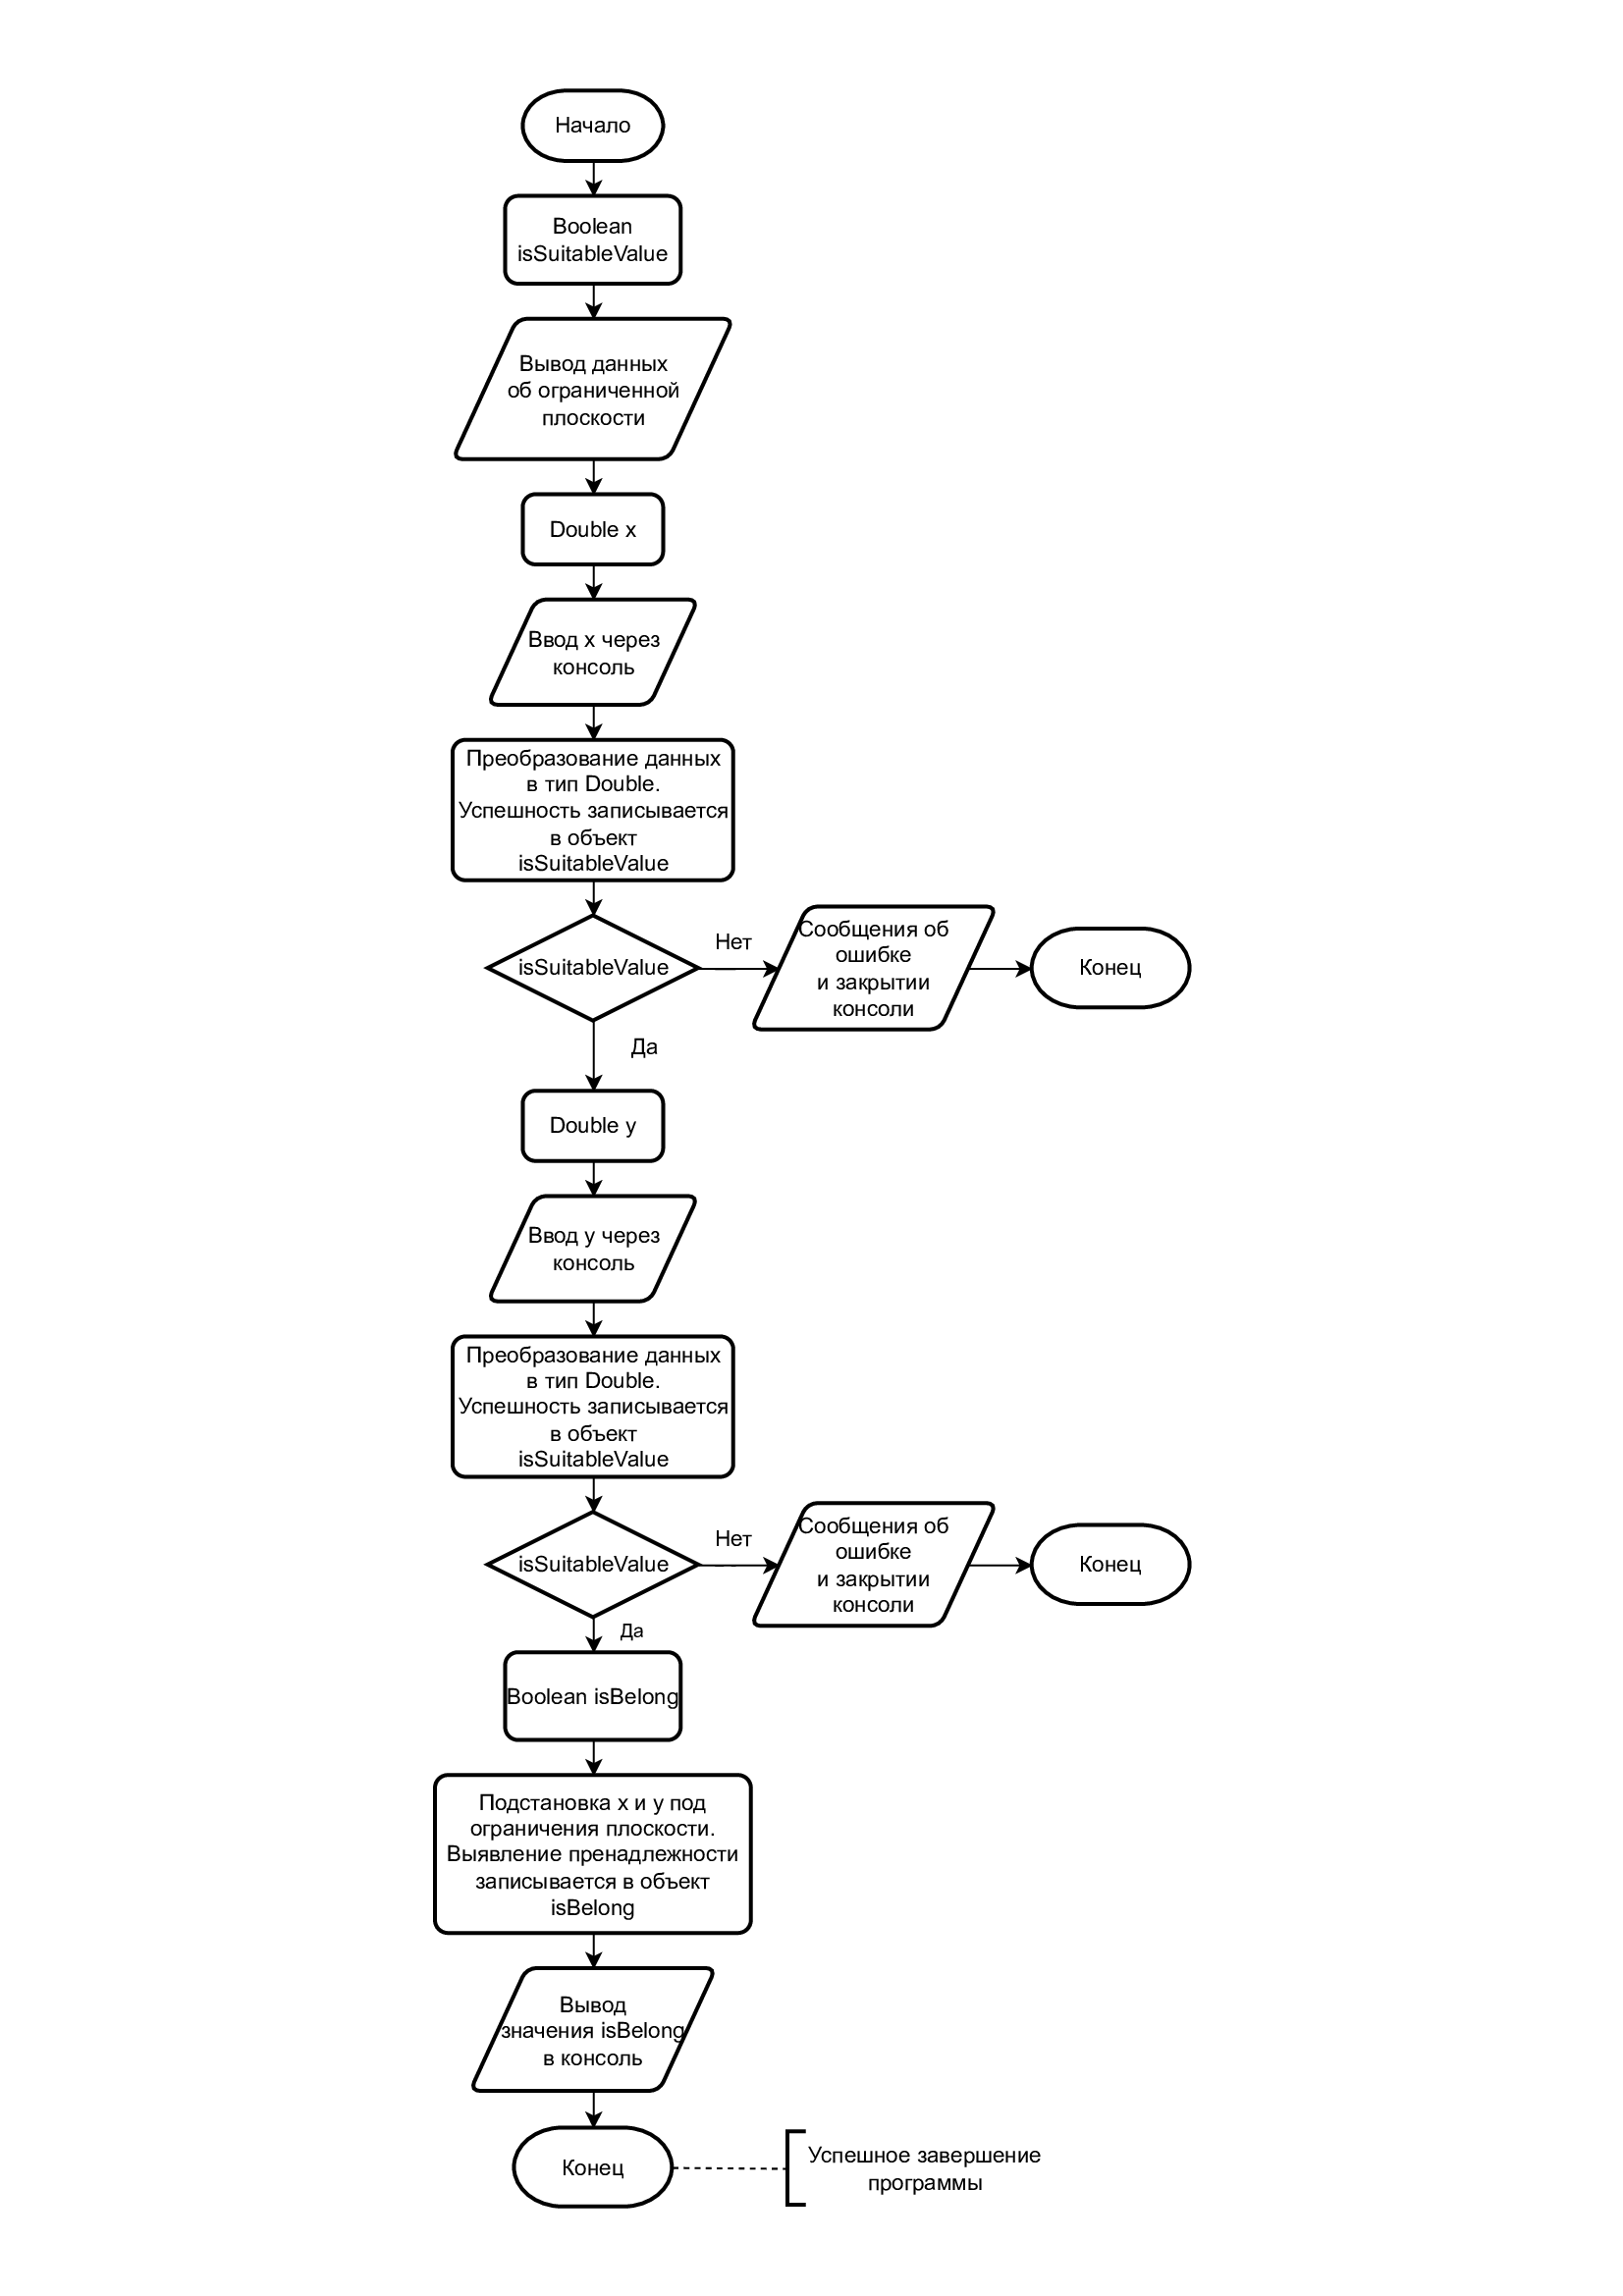 Начало
Boolean
isSuitableValue
Вывод данных
об ограниченной
плоскости
Double x
Ввод x через
консоль
Преобразование данных
в тип Double.
Успешность записывается
в объект
isSuitableValue
isSuitableValue
Нет
Сообщения об
ошибке
и закрытии
консоли
Конец
Да
Double y
Ввод y через
консоль
Преобразование данных
в тип Double.
Успешность записывается
в объект
isSuitableValue
isSuitableValue
Нет
Сообщения об
ошибке
и закрытии
консоли
Конец
Да
Boolean isBelong
Подстановка x и y под
ограничения плоскости.
Выявление пренадлежности
записывается в объект
isBelong
Вывод
значения isBelong
в консоль
Конец
Успешное завершение
программы